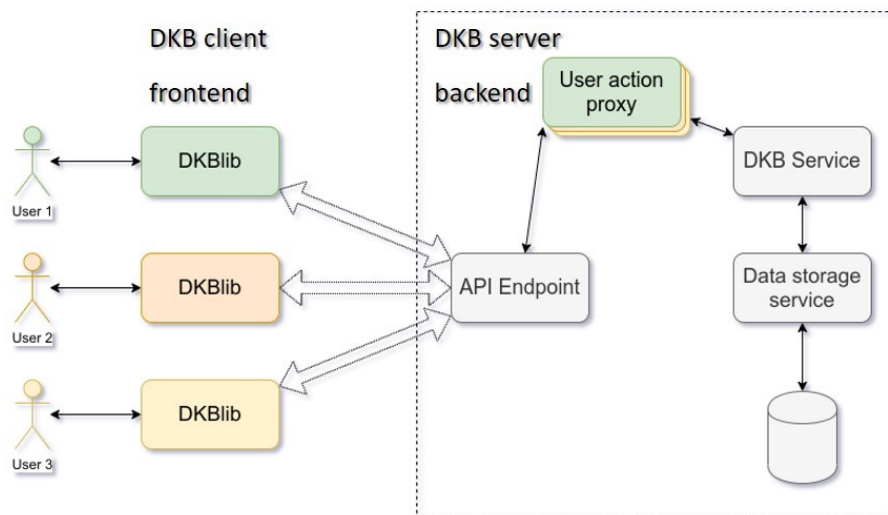 DKB client
frontend
DKB server
backend
User action
proxy
DKBlib
DKB Service
User 1
DKBlib
API Endpoint
Data storage
service
User 2
DKBlib
User 3